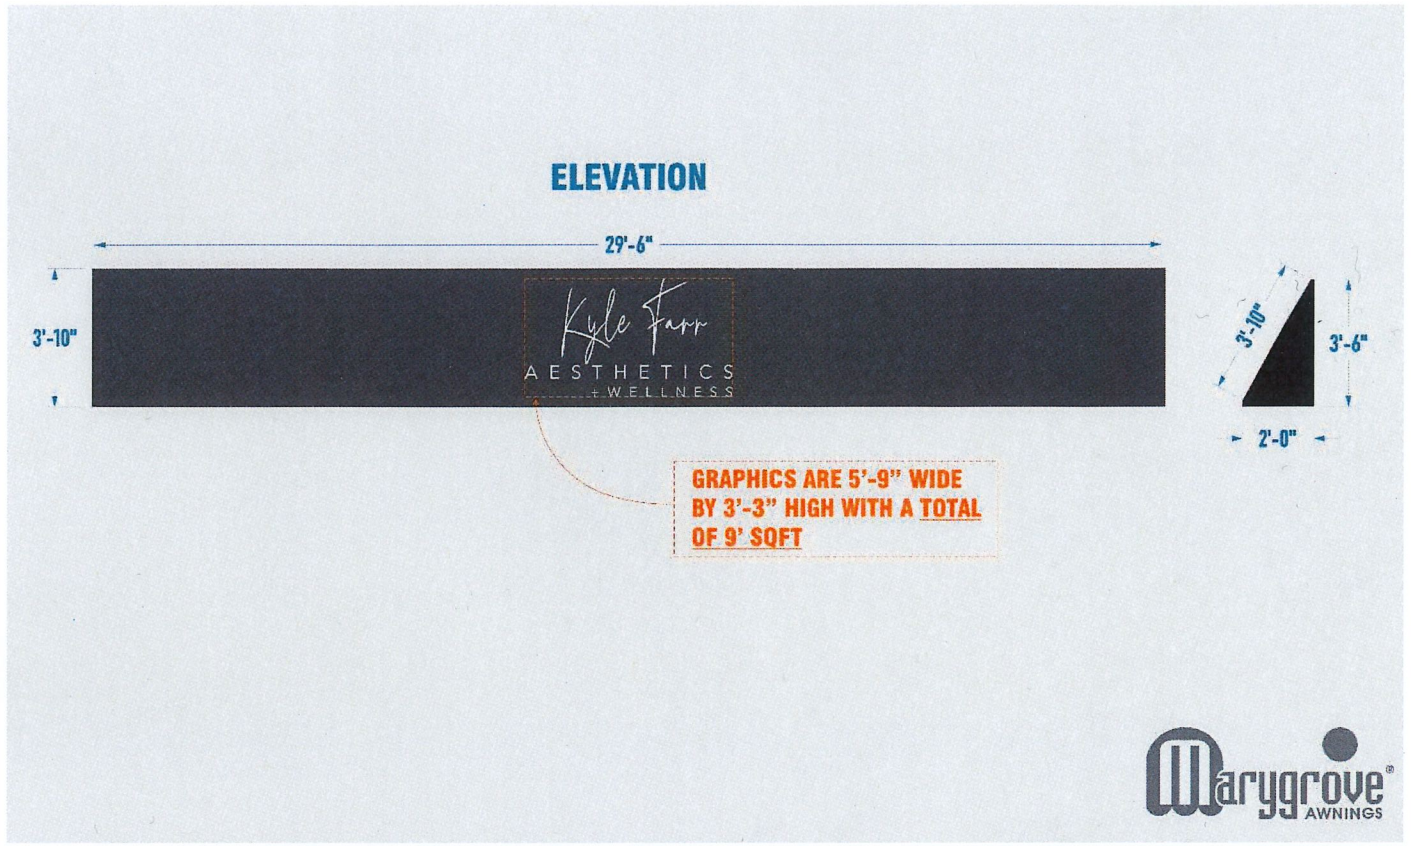 ELEVATION
29'-6"
3'-10"
Kyle Farr
AESTHETICS
+WELLNESS
3'-10"
3'-6"
2'-0"
GRAPHICS ARE 5'-9” WIDE
BY 3'-3” HIGH WITH A TOTAL
OF 9' SQFT
Marygrove®
AWNINGS